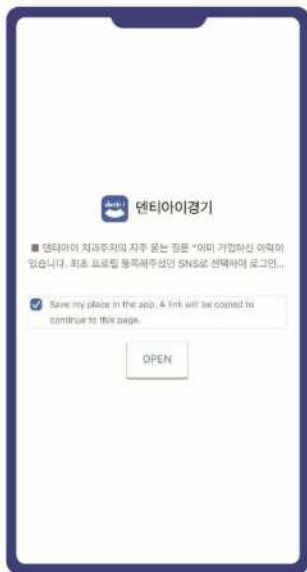 덴티아이경기
■ 덴티아이 치과주치의 자주 묻는 질문 "이미 가입하신 이력이
있습니다. 최초 프로필 등록해주셨던 SNS로 선택하여 로그인...
Save my place in the app. A link will be copied to
continue to this page.
OPEN